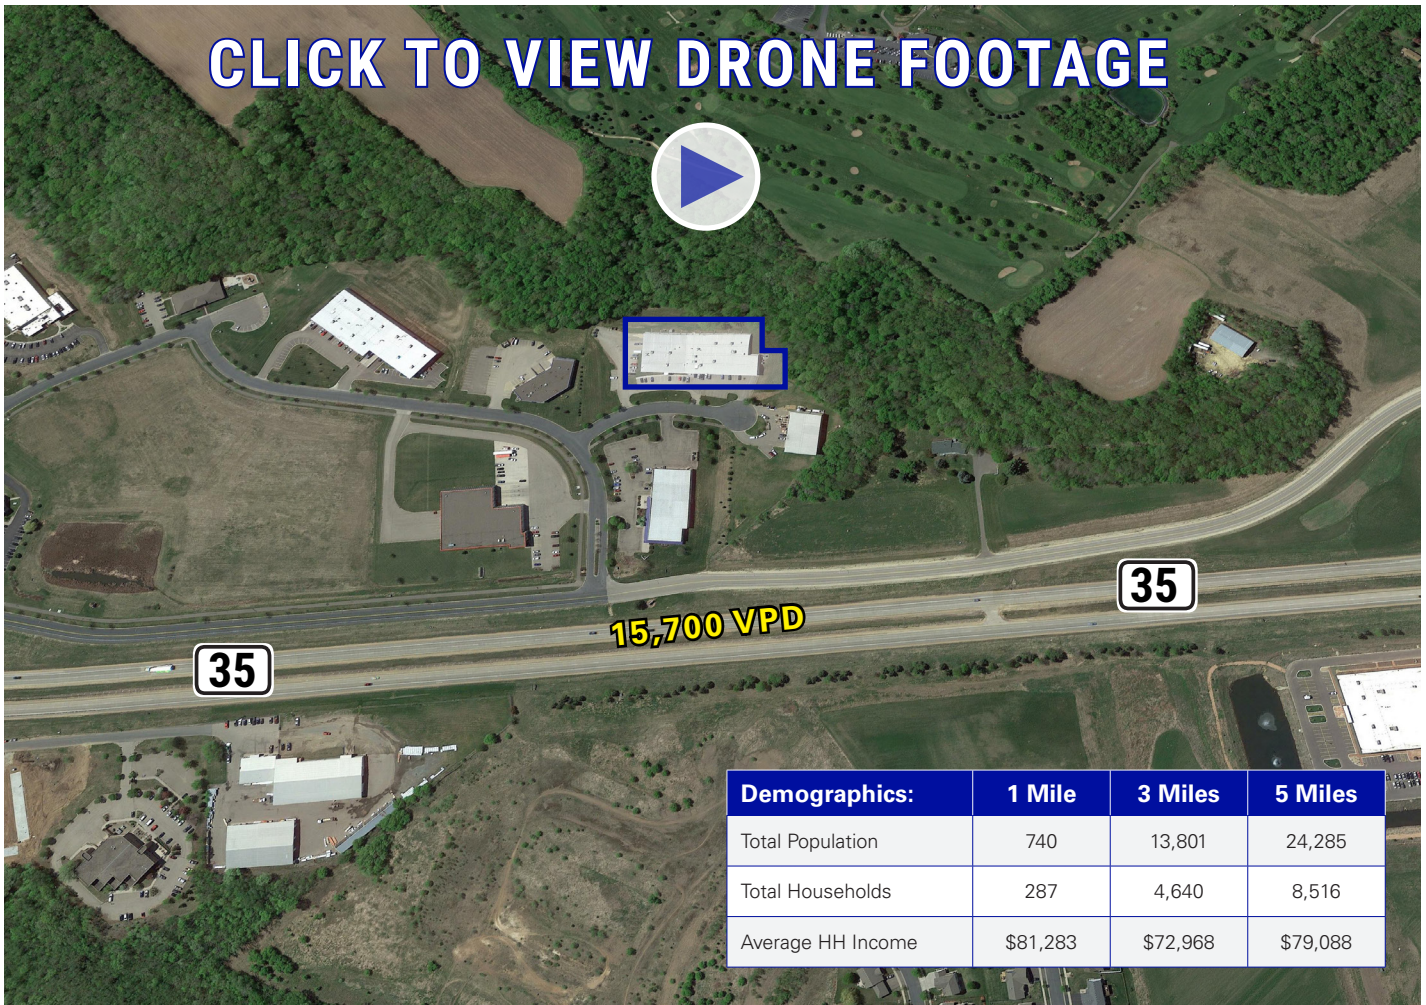 CLICK TO VIEW DRONE FOOTAGE
35
15,700 VPD
35
Demographics: 1 Mile 3 Miles 5 Miles
Total Population 740 13,801 24,285
Total Households 287 4,640 8,516
Average HH Income $81,283 $72,968 $79,088